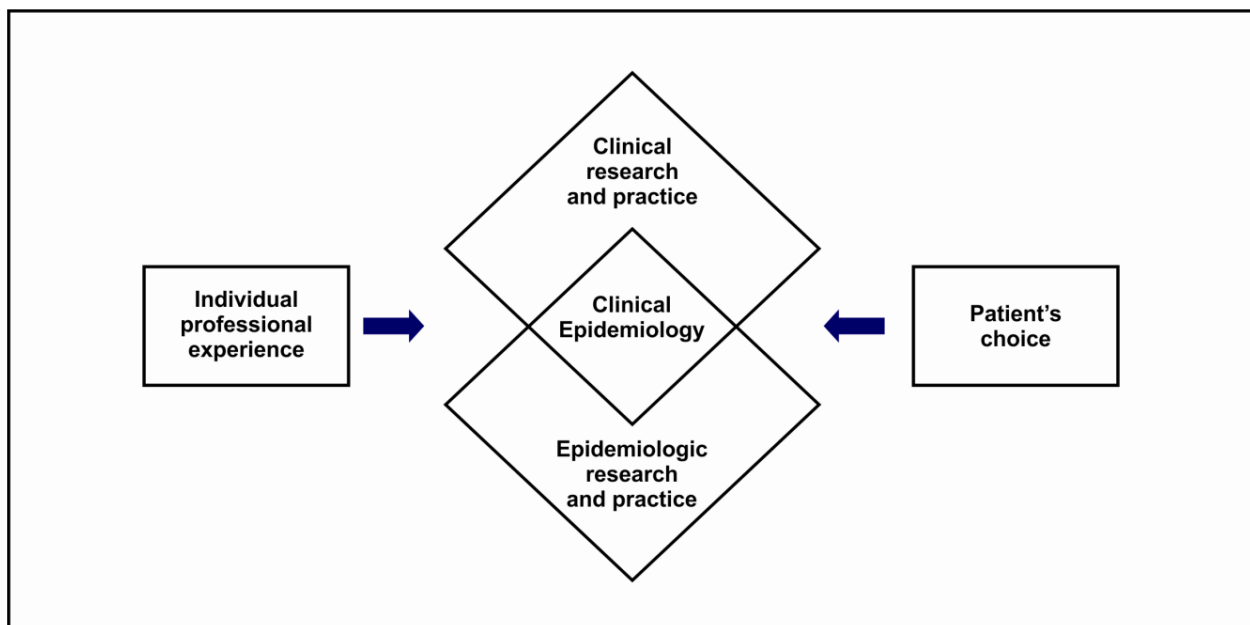 Clinical
research
and practice
Individual
professional
experience
Clinical
Epidemiology
Patient’s
choice
Epidemiologic
research
and practice